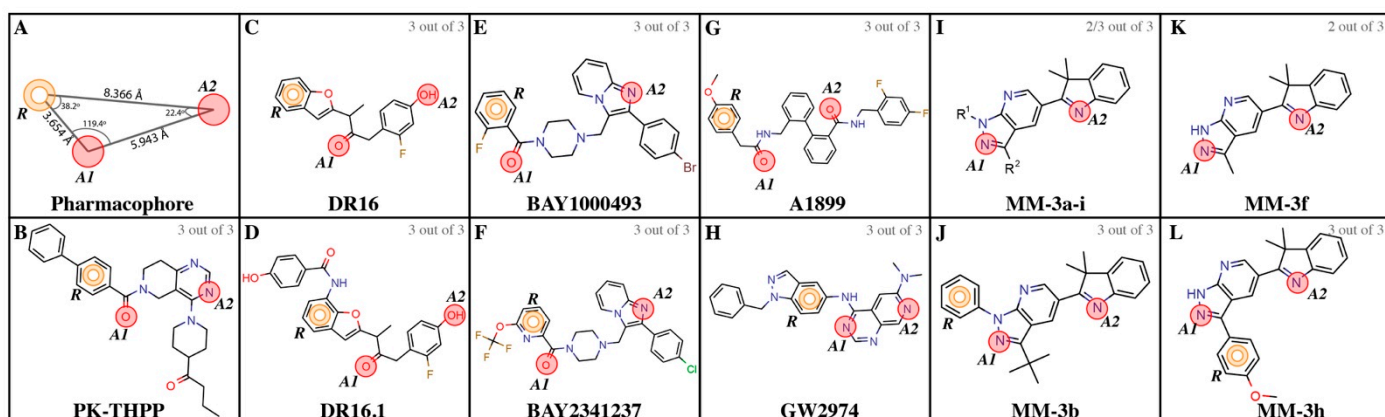 A
R
A2
8.366 Å
38.2º
22.4º
3.654 Å
119.4º
5.943 Å
A1
Pharmacophore
C
3 out of 3
O
R
OH
A2
O
A1
F
DR16
E
3 out of 3
R
F
O
A1
N
N
N
N
A2
Br
BAY1000493
G
3 out of 3
O
R
A2
O
NH
O
A1
NH
F
F
A1899
I
2/3 out of 3
R¹
N
N
N
A1
R²
N
A2
MM-3a-i
K
2 out of 3
N
HN
N
A1
N
A2
MM-3f
B
3 out of 3
R
N
O
A1
N
N
A2
N
O
PK-THPP
D
3 out of 3
HO
O
NH
O
R
OH
A2
O
A1
F
DR16.1
F
3 out of 3
R
O
F
F
F
N
O
A1
N
N
N
N
A2
Cl
BAY2341237
H
3 out of 3
N
N
R
NH
N
N
A1
N
N
A2
GW2974
J
3 out of 3
R
N
N
N
A1
N
A2
MM-3b
L
3 out of 3
N
HN
N
A1
N
A2
R
O
MM-3h